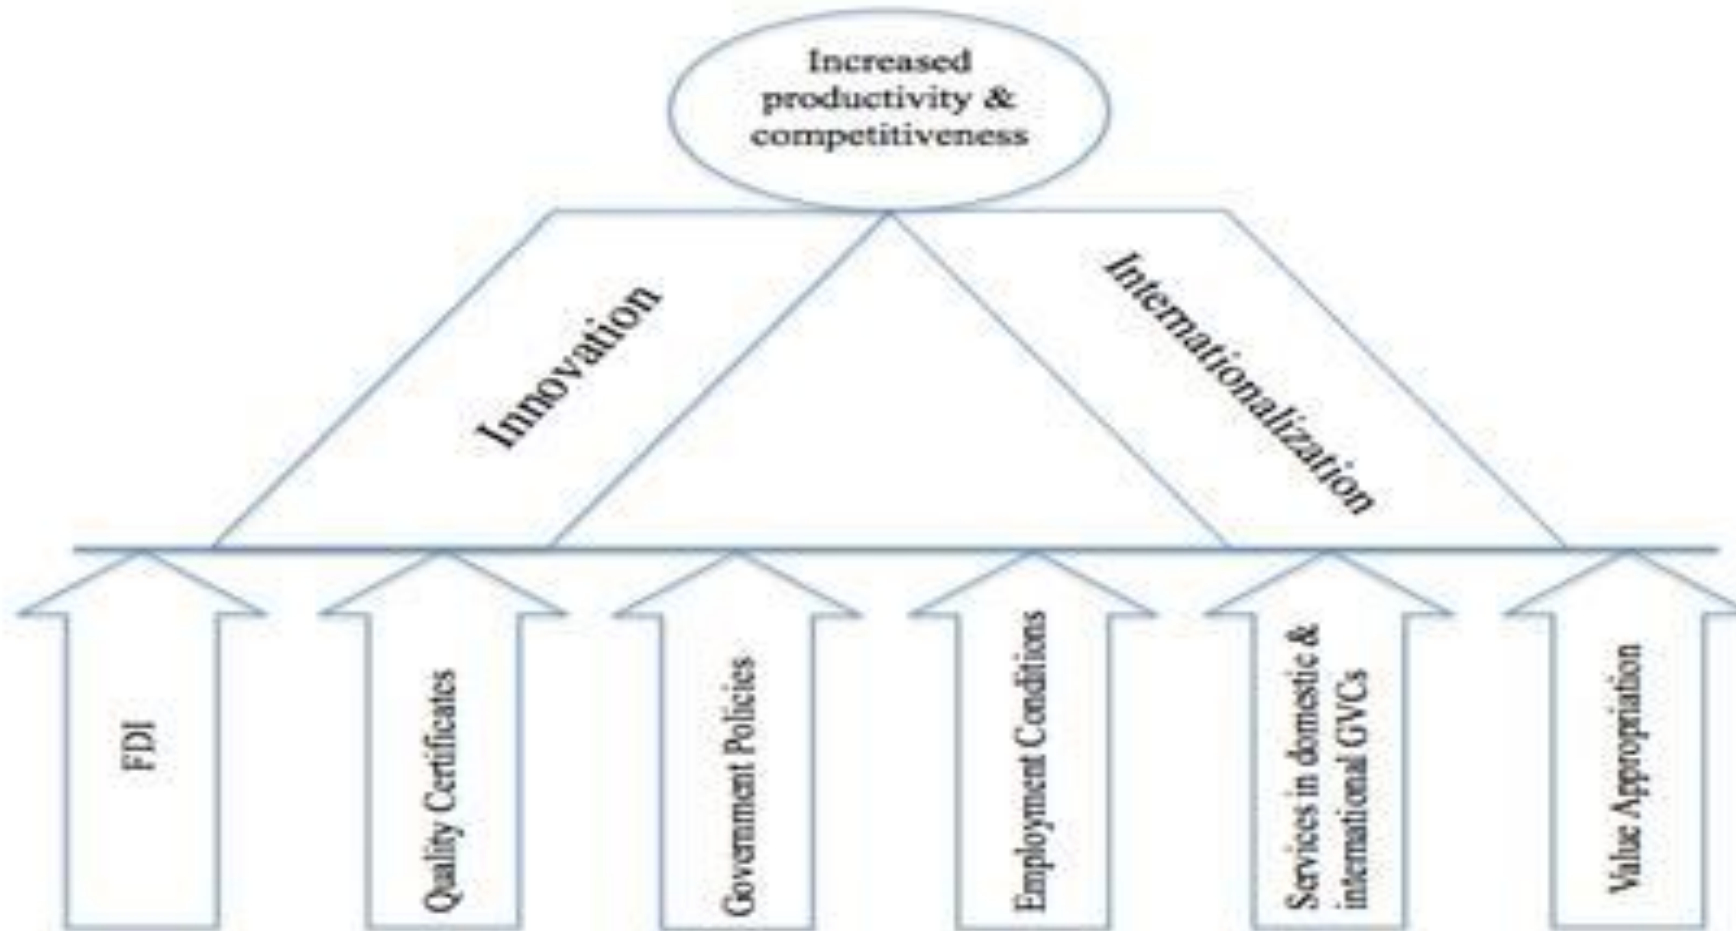 Increased
productivity &
competitiveness
Innovation
Internationalization
FDI
Quality Certificates
Government Policies
Employment Conditions
Services in domestic &
international GVCs
Value Appropriation